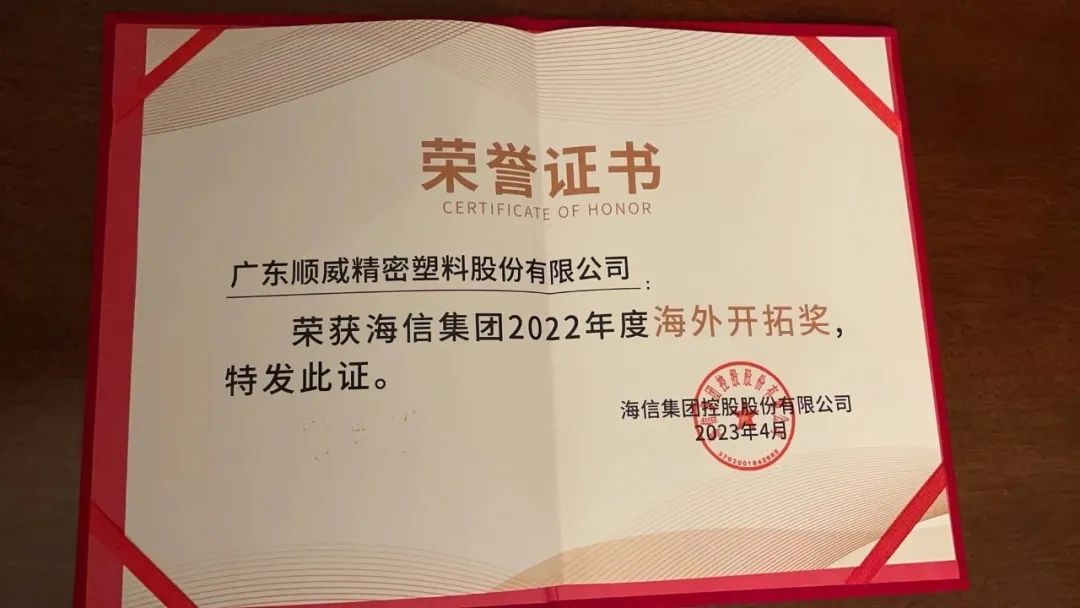 荣誉证书
CERTIFICATE OF HONOR
广东顺威精密塑料股份有限公司:
荣获海信集团2022年度海外开拓奖,
特发此证。
海信集团控股股份有限公司
2023年4月